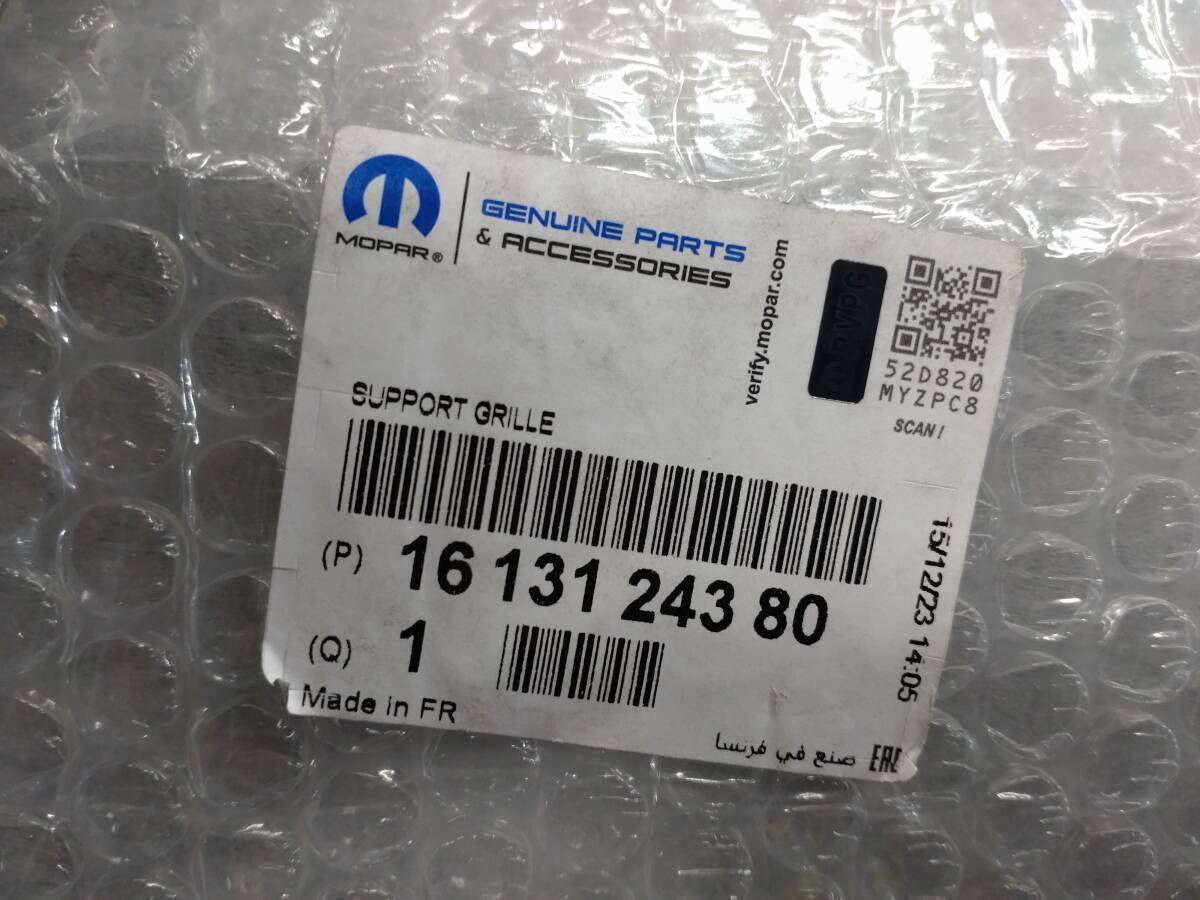 MOPAR®
GENUINE PARTS
& ACCESSORIES
verify.mopar.com
52D820
MYZPC8
SCAN!
SUPPORT GRILLE
(P) 16 131 243 80
(Q) 1
15/12/23 14:05
Made in FR
صنع في فرنسا
EAC